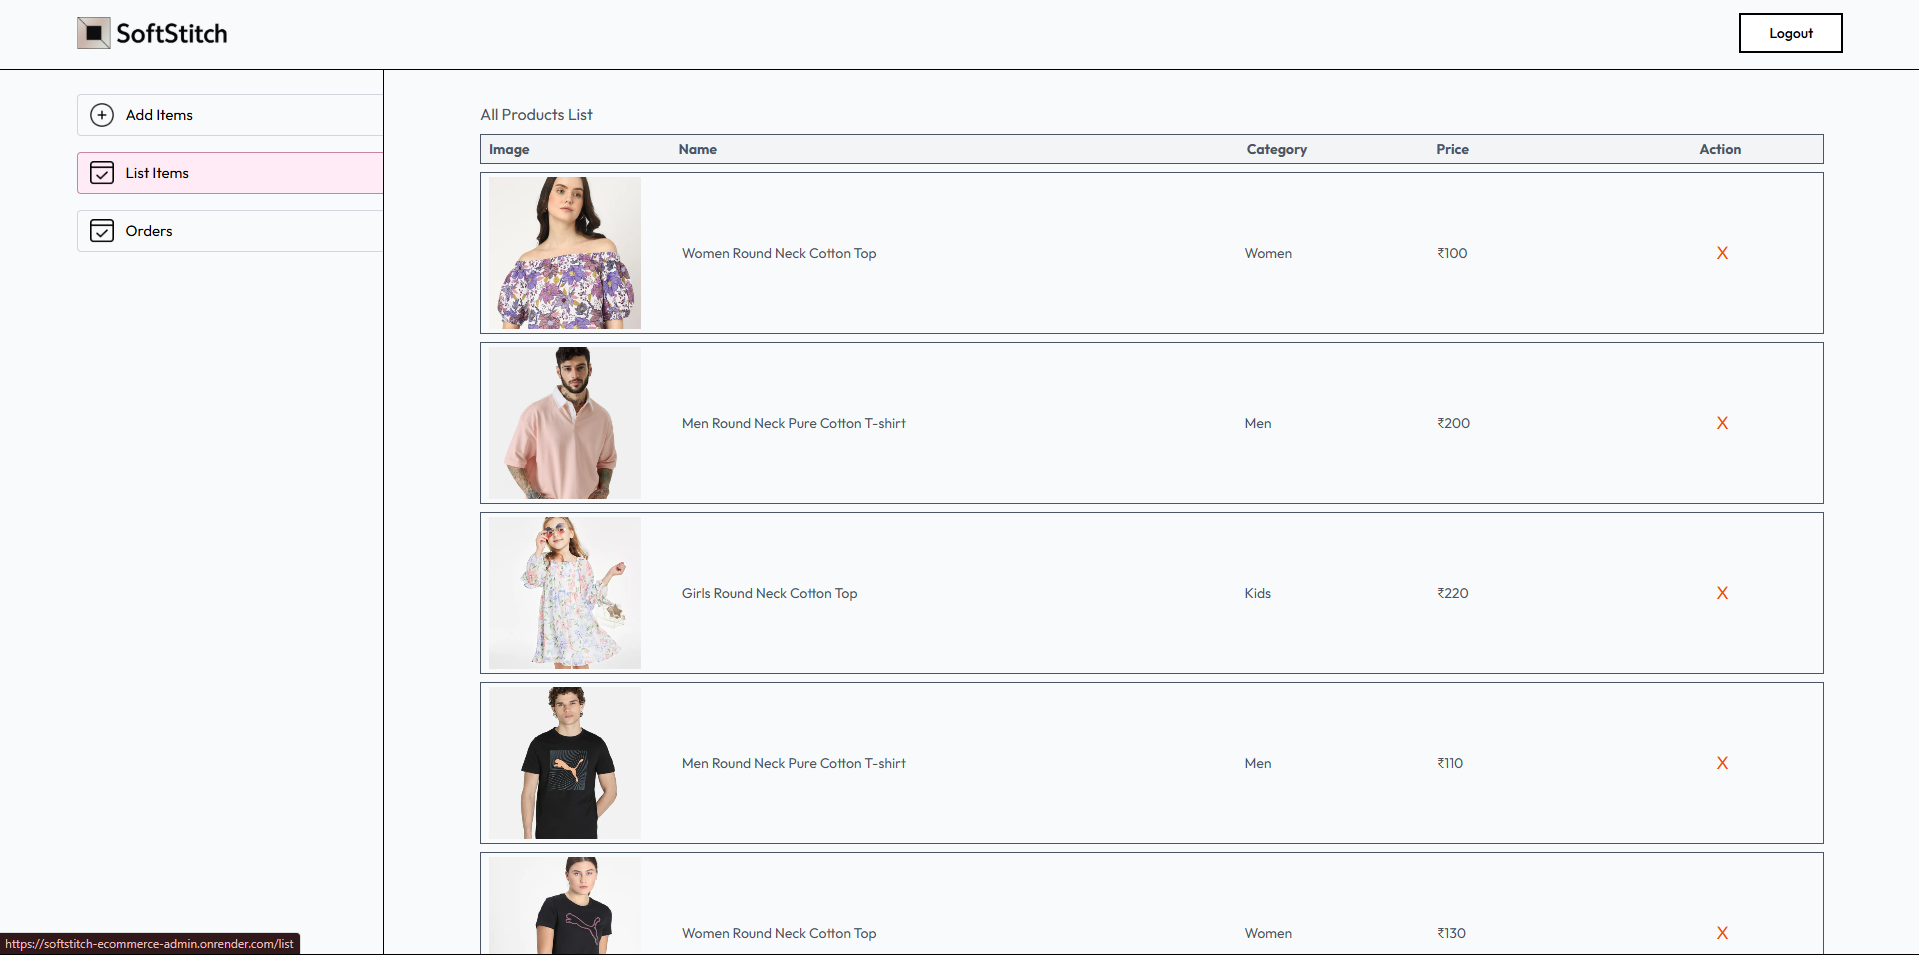 SoftStitch
Logout
Add Items
List Items
Orders
All Products List
Image Name Category Price Action
Women Round Neck Cotton Top Women ₹100 X
Men Round Neck Pure Cotton T-shirt Men ₹200 X
Girls Round Neck Cotton Top Kids ₹220 X
Men Round Neck Pure Cotton T-shirt Men ₹110 X
Women Round Neck Cotton Top Women ₹130 X
https://softstitch-ecommerce-admin.onrender.com/list